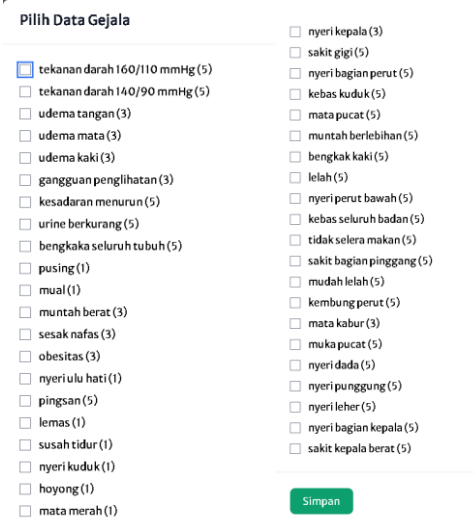 Pilih Data Gejala
tekanan darah 160/110 mmHg (5)
tekanan darah 140/90 mmHg (5)
udema tangan (3)
udema mata (3)
udema kaki (3)
gangguan penglihatan (3)
kesadaran menurun (5)
urine berkurang (5)
bengkaka seluruh tubuh (5)
pusing (1)
mual (1)
muntah berat (3)
sesak nafas (3)
obesitas (3)
nyeri ulu hati (1)
pingsan (5)
lemas (1)
susah tidur (1)
nyeri kuduk (1)
hoyong (1)
mata merah (1)
nyeri kepala (3)
sakit gigi (5)
nyeri bagian perut (5)
kebas kuduk (5)
mata pucat (5)
muntah berlebihan (5)
bengkak kaki (5)
lelah (5)
nyeri perut bawah (5)
kebas seluruh badan (5)
tidak selera makan (5)
sakit bagian pinggang (5)
mudah lelah (5)
kembung perut (5)
mata kabur (3)
muka pucat (5)
nyeri dada (5)
nyeri punggung (5)
nyeri leher (5)
nyeri bagian kepala (5)
sakit kepala berat (5)
Simpan